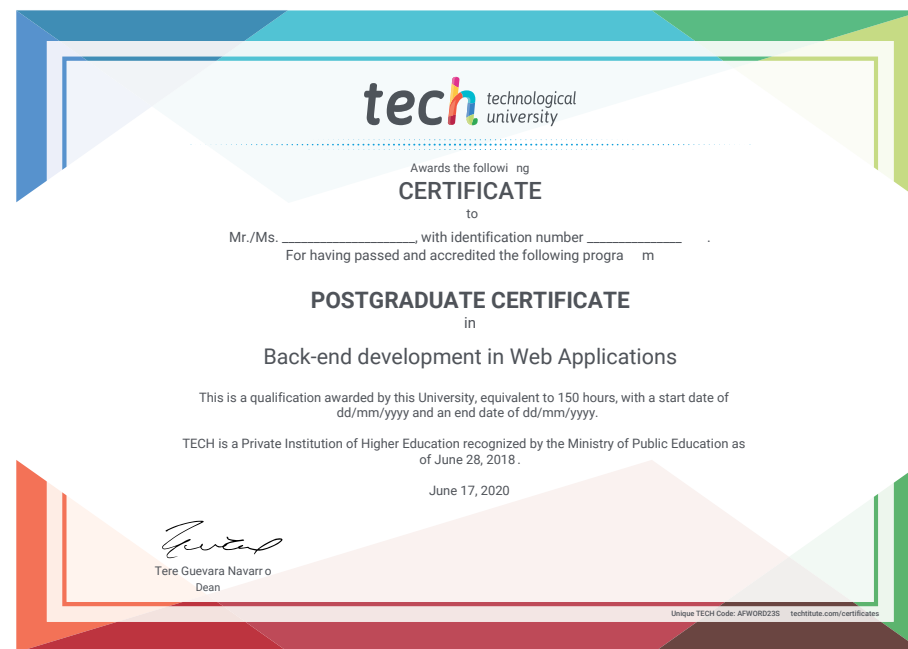 tech technological
university
Awards the followi ng
CERTIFICATE
to
Mr./Ms. ___________________, with identification number ______________ .
For having passed and accredited the following progra m
POSTGRADUATE CERTIFICATE
in
Back-end development in Web Applications
This is a qualification awarded by this University, equivalent to 150 hours, with a start date of
dd/mm/yyyy and an end date of dd/mm/yyyy.
TECH is a Private Institution of Higher Education recognized by the Ministry of Public Education as
of June 28, 2018 .
June 17, 2020
Tere Guevara Navarr o
Dean
Unique TECH Code: AFWORD23S techtitute.com/certificates